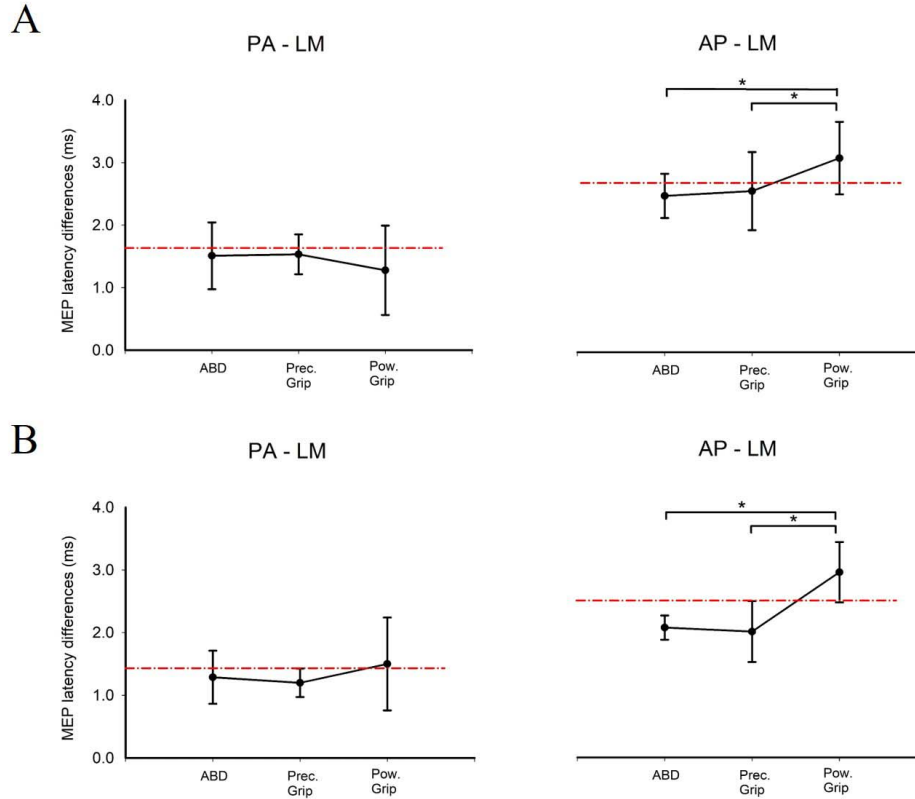 A
PA - LM
AP - LM
*
*
4.0
3.0
2.0
1.0
0.0
MEP latency differences (ms)
ABD
Prec.
Grip
Pow.
Grip
ABD
Prec.
Grip
Pow.
Grip
B
PA - LM
AP - LM
*
*
4.0
3.0
2.0
1.0
0.0
MEP latency differences (ms)
ABD
Prec.
Grip
Pow.
Grip
ABD
Prec.
Grip
Pow.
Grip